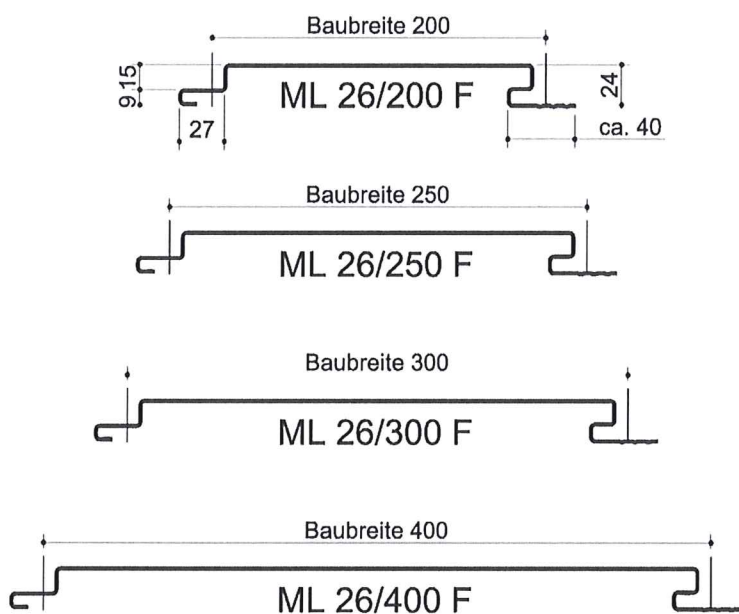 Baubreite 200
9 15
ML 26/200 F
24
27
ca. 40
Baubreite 250
ML 26/250 F
Baubreite 300
ML 26/300 F
Baubreite 400
ML 26/400 F